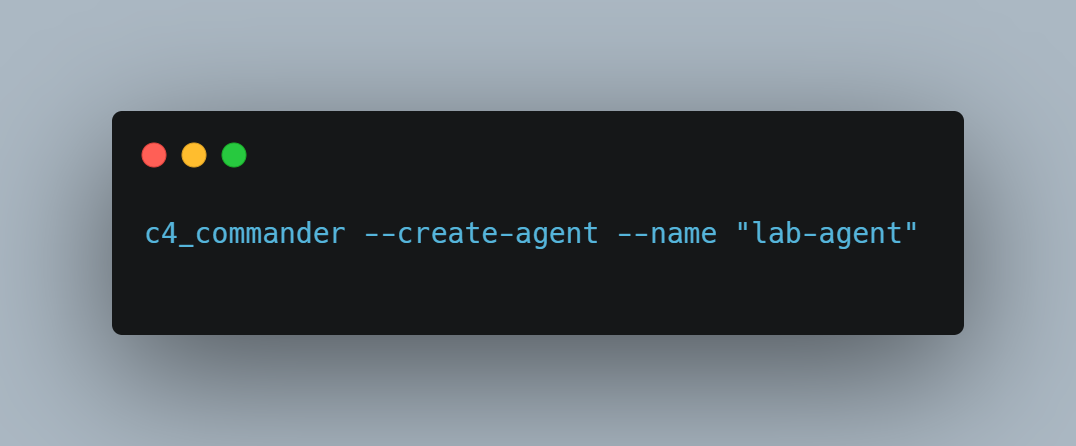 c4_commander --create-agent --name "lab-agent"